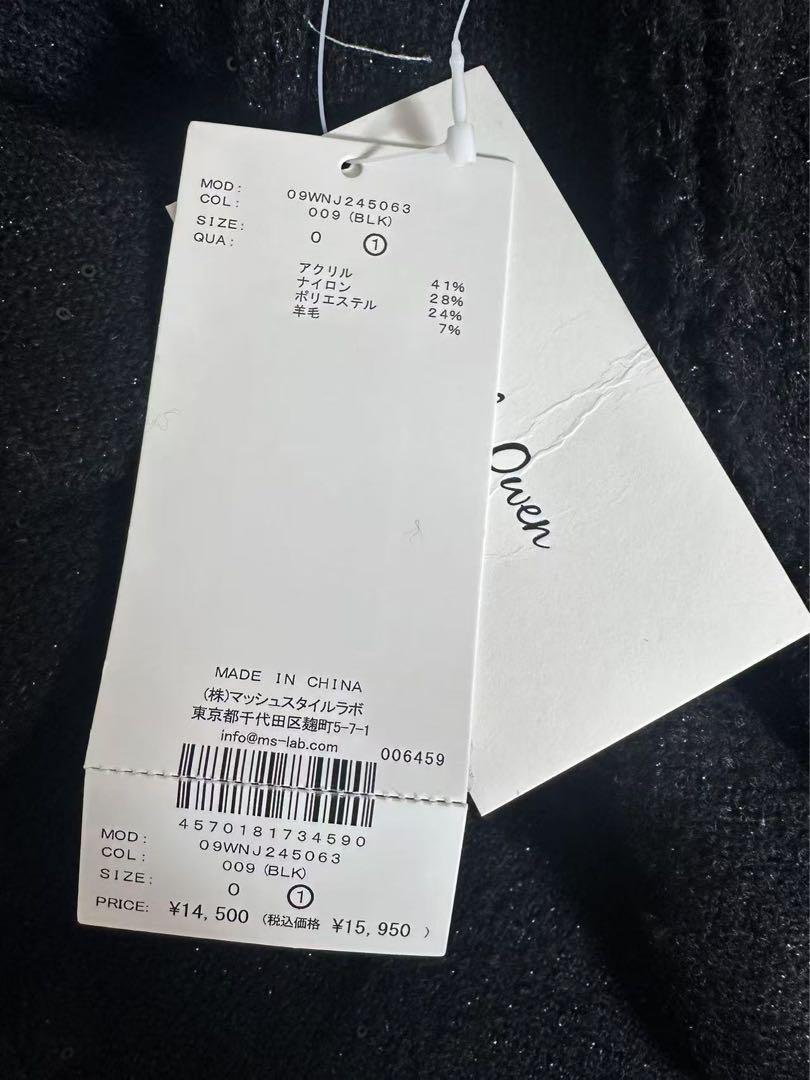 MOD: 09WNJ245063
COL: 009 (BLK)
SIZE: 0 ①
QUA:
アクリル 41%
ナイロン 28%
ポリエステル 24%
羊毛 7%
Owen
MADE IN CHINA
(株)マッシュスタイルラボ
東京都千代田区麹町5-7-1
info@ms-lab.com
006459
4570181734590
MOD: 09WNJ245063
COL: 009 (BLK)
SIZE: 0 ①
PRICE: ¥14,500 (税込価格 ¥15,950 )